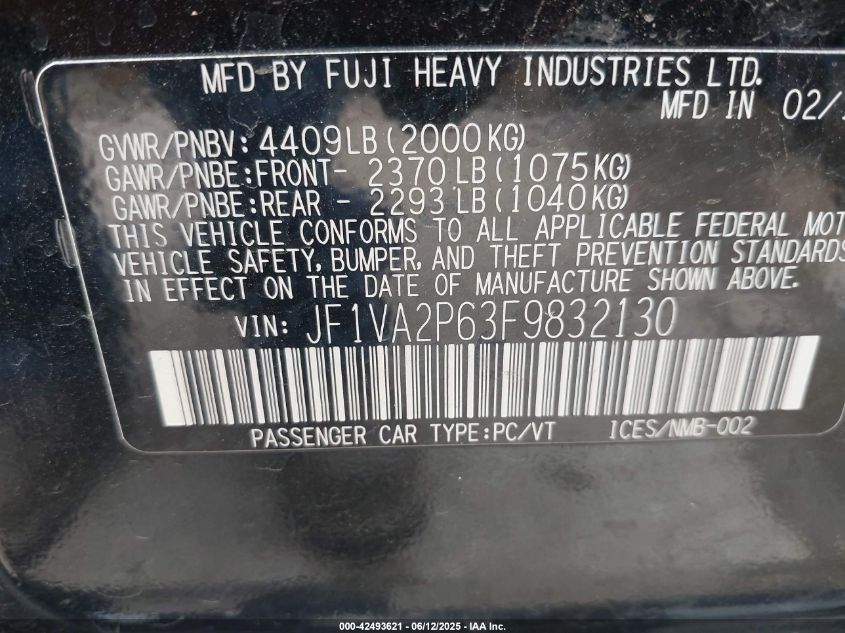 MFD BY FUJI HEAVY INDUSTRIES LTD.
MFD IN 02/
GVWR/PNBV: 4409LB(2000KG)
GAWR/PNBE:FRONT- 2370LB(1075KG)
GAWR/PNBE:REAR - 2293LB(1040KG)
THIS VEHICLE CONFORMS TO ALL APPLICABLE FEDERAL MOT
VEHICLE SAFETY, BUMPER, AND THEFT PREVENTION STANDARDS
IN EFFECT ON THE DATE OF MANUFACTURE SHOWN ABOVE.
VIN: JF1VA2P63F9832130
PASSENGER CAR TYPE:PC/VT ICES/NMB-002
000-42493621 - 06/12/2025 - IAA Inc.